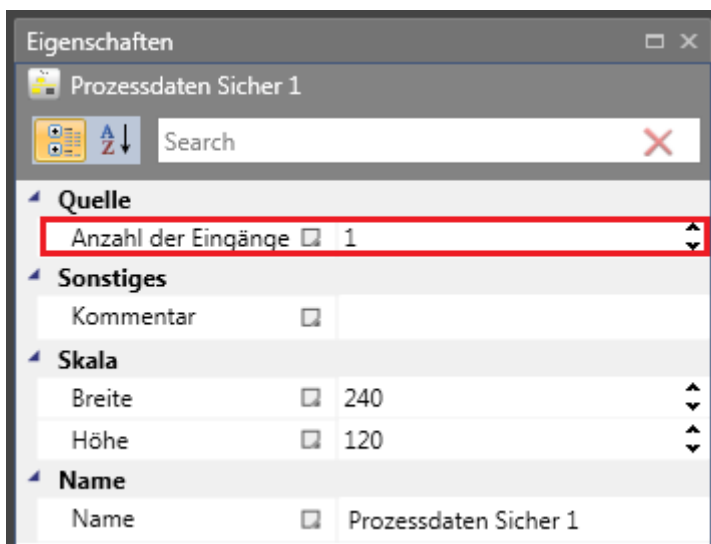 Eigenschaften
Prozessdaten Sicher 1
A Z Search
Quelle
Anzahl der Eingänge 1
Sonstiges
Kommentar
Skala
Breite 240
Höhe 120
Name
Name Prozessdaten Sicher 1